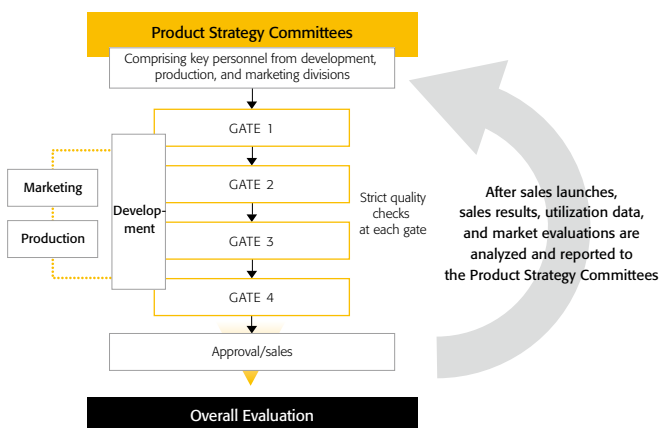 Product Strategy Committees
Comprising key personnel from development,
production, and marketing divisions
GATE 1
GATE 2
GATE 3
GATE 4
Marketing
Production
Develop-
ment
Strict quality
checks
at each gate
After sales launches,
sales results, utilization data,
and market evaluations are
analyzed and reported to
the Product Strategy Committees
Approval/sales
Overall Evaluation